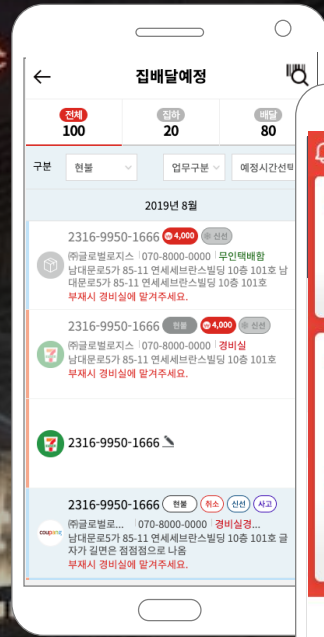 집배달예정
전체 집하 배달
100 20 80
구분 현불 업무구분 예정시간선택
2019년 8월
2316-9950-1666 4,000 신선
㈜글로벌로지스 070-8000-0000 무인택배함
남대문로5가 85-11 연세세브란스빌딩 10층 101호 남
대문로5가 85-11 연세세브란스빌딩 10층 101호
부재시 경비실에 맡겨주세요.
2316-9950-1666 현불 4,000 신선
㈜글로벌로지스 070-8000-0000 경비실
남대문로5가 85-11 연세세브란스빌딩 10층 101호
부재시 경비실에 맡겨주세요.
2316-9950-1666
2316-9950-1666 현불 취소 신선 사고
㈜글로벌로... 070-8000-0000 경비실경...
coupang 남대문로5가 85-11 연세세브란스빌딩 10층 101호 글
자가 길면은 점점점으로 나옴
부재시 경비실에 맡겨주세요.